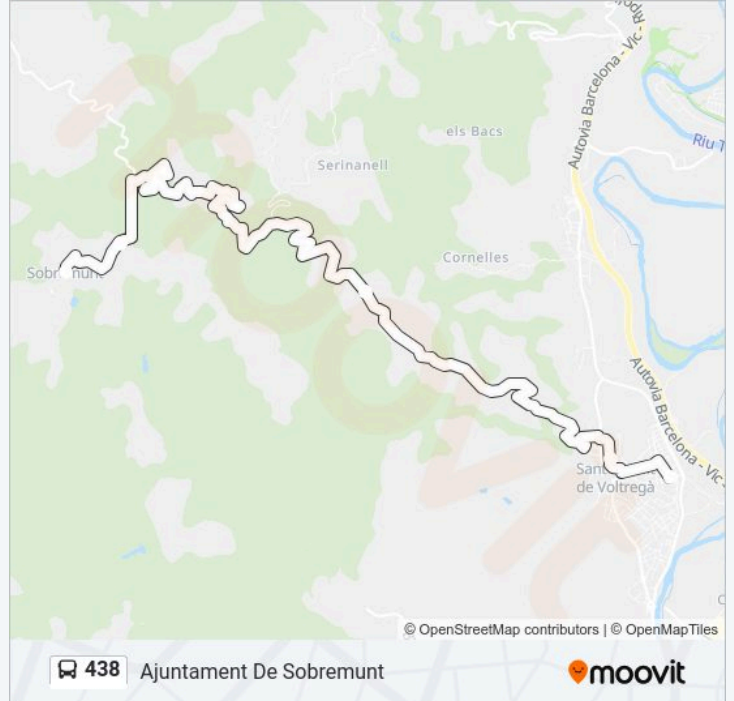 Autovia Barcelona - Vic - Ripo
els Bacs
Riu T
Serinanell
Cornelles
Sobremunt
Autovia Barcelona - Vic -
de Voltregà
© OpenStreetMap contributors | © OpenMapTiles
438 Ajuntament De Sobremunt
moovit